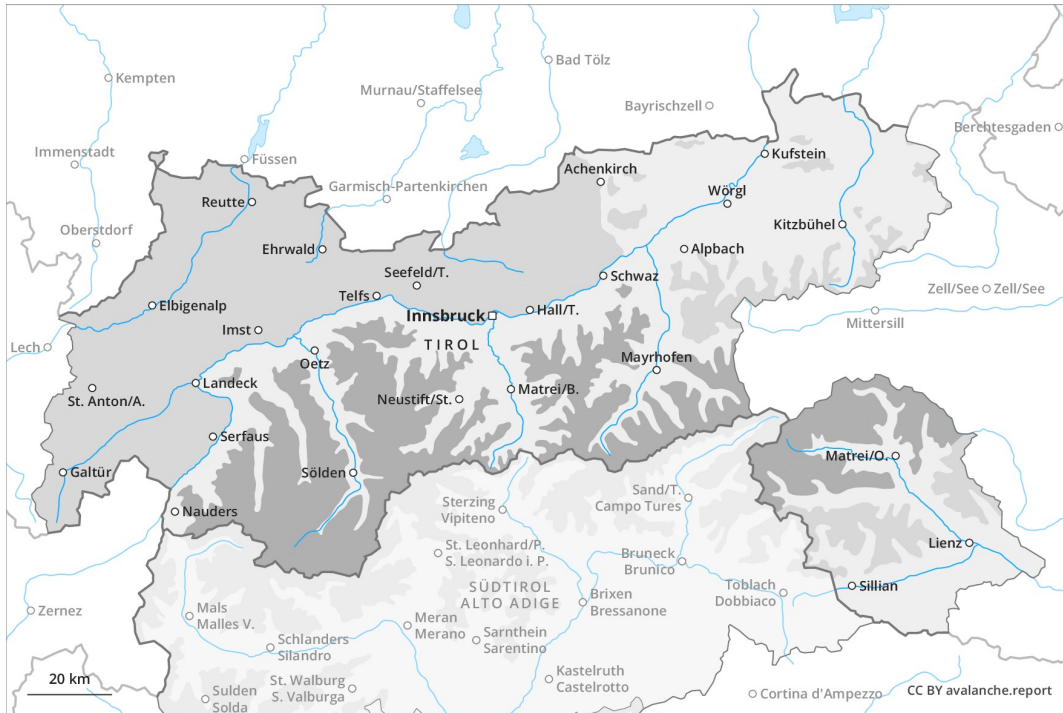 Kempten
Bad Tölz
Murnau/Staffelsee
Bayrischzell
Berchtesgaden
Immenstadt
Füssen
Kufstein
Garmisch-Partenkirchen
Achenkirch
Reutte
Wörgl
Oberstdorf
Kitzbühel
Ehrwald
Alpbach
Seefeld/T.
Schwaz
Telfs
Zell/See
Zell/See
Elbigenalp
Innsbruck
Hall/T.
Mittersill
Imst
TIROL
Lech
Oetz
Mayrhofen
Landeck
St. Anton/A.
Neustift/St.
Matrei/B.
Serfaus
Matrei/O.
Galtür
Sölden
Sand/T.
Campo Tures
Sterzing
Vipiteno
Nauders
Lienz
St. Leonhard/P.
S. Leonardo i. P.
Bruneck
Brunico
SÜDTIROL
ALTO ADIGE
Sillian
Toblach
Dobbiaco
Brixen
Bressanone
Zernez
Mals
Malles V.
Meran
Merano
Sarnthein
Sarentino
Schlanders
Silandro
Kastelruth
Castelrotto
20 km
St. Walburg
S. Valburga
Sulden
Solda
Cortina d'Ampezzo
CC BY avalanche.report